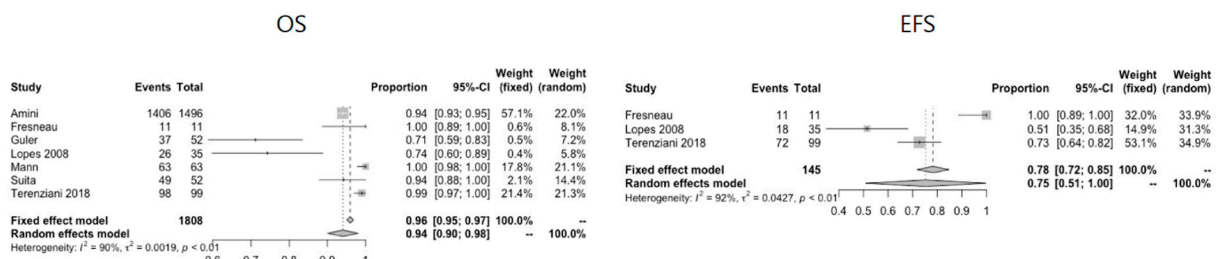 OS
Study Events Total Proportion 95%-CI Weight (fixed) Weight (random)
Amini 1406 1496 0.94 [0.93; 0.95] 57.1% 22.0%
Fresneau 11 11 1.00 [0.89; 1.00] 0.6% 8.1%
Guler 37 52 0.71 [0.59; 0.83] 0.5% 7.2%
Lopes 2008 26 35 0.74 [0.60; 0.89] 0.4% 5.8%
Mann 63 63 1.00 [0.98; 1.00] 17.8% 21.1%
Suita 49 52 0.94 [0.88; 1.00] 2.1% 14.4%
Terenziani 2018 98 99 0.99 [0.97; 1.00] 21.4% 21.3%
Fixed effect model 1808 0.96 [0.95; 0.97] 100.0% --
Random effects model 0.94 [0.90; 0.98] -- 100.0%
Heterogeneity: I² = 90%, τ² = 0.0019, p < 0.01
0.6 0.7 0.8 0.9 1
EFS
Study Events Total Proportion 95%-CI Weight (fixed) Weight (random)
Fresneau 11 11 1.00 [0.89; 1.00] 32.0% 33.9%
Lopes 2008 18 35 0.51 [0.35; 0.68] 14.9% 31.3%
Terenziani 2018 72 99 0.73 [0.64; 0.82] 53.1% 34.9%
Fixed effect model 145 0.78 [0.72; 0.85] 100.0% --
Random effects model 0.75 [0.51; 1.00] -- 100.0%
Heterogeneity: I² = 92%, τ² = 0.0427, p < 0.01
0.4 0.5 0.6 0.7 0.8 0.9 1